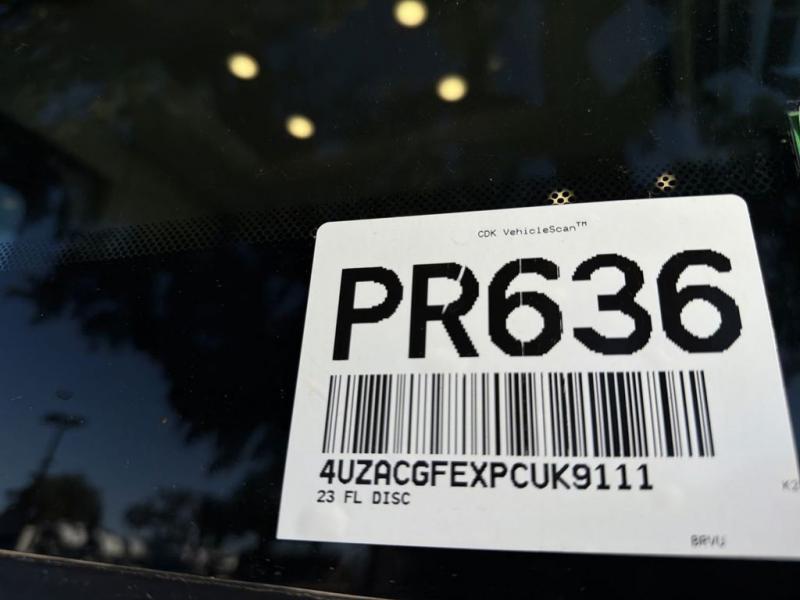 CDK VehicleScan™
PR636
4UZACGFEXPCUK9111
23 FL DISC
BRVU